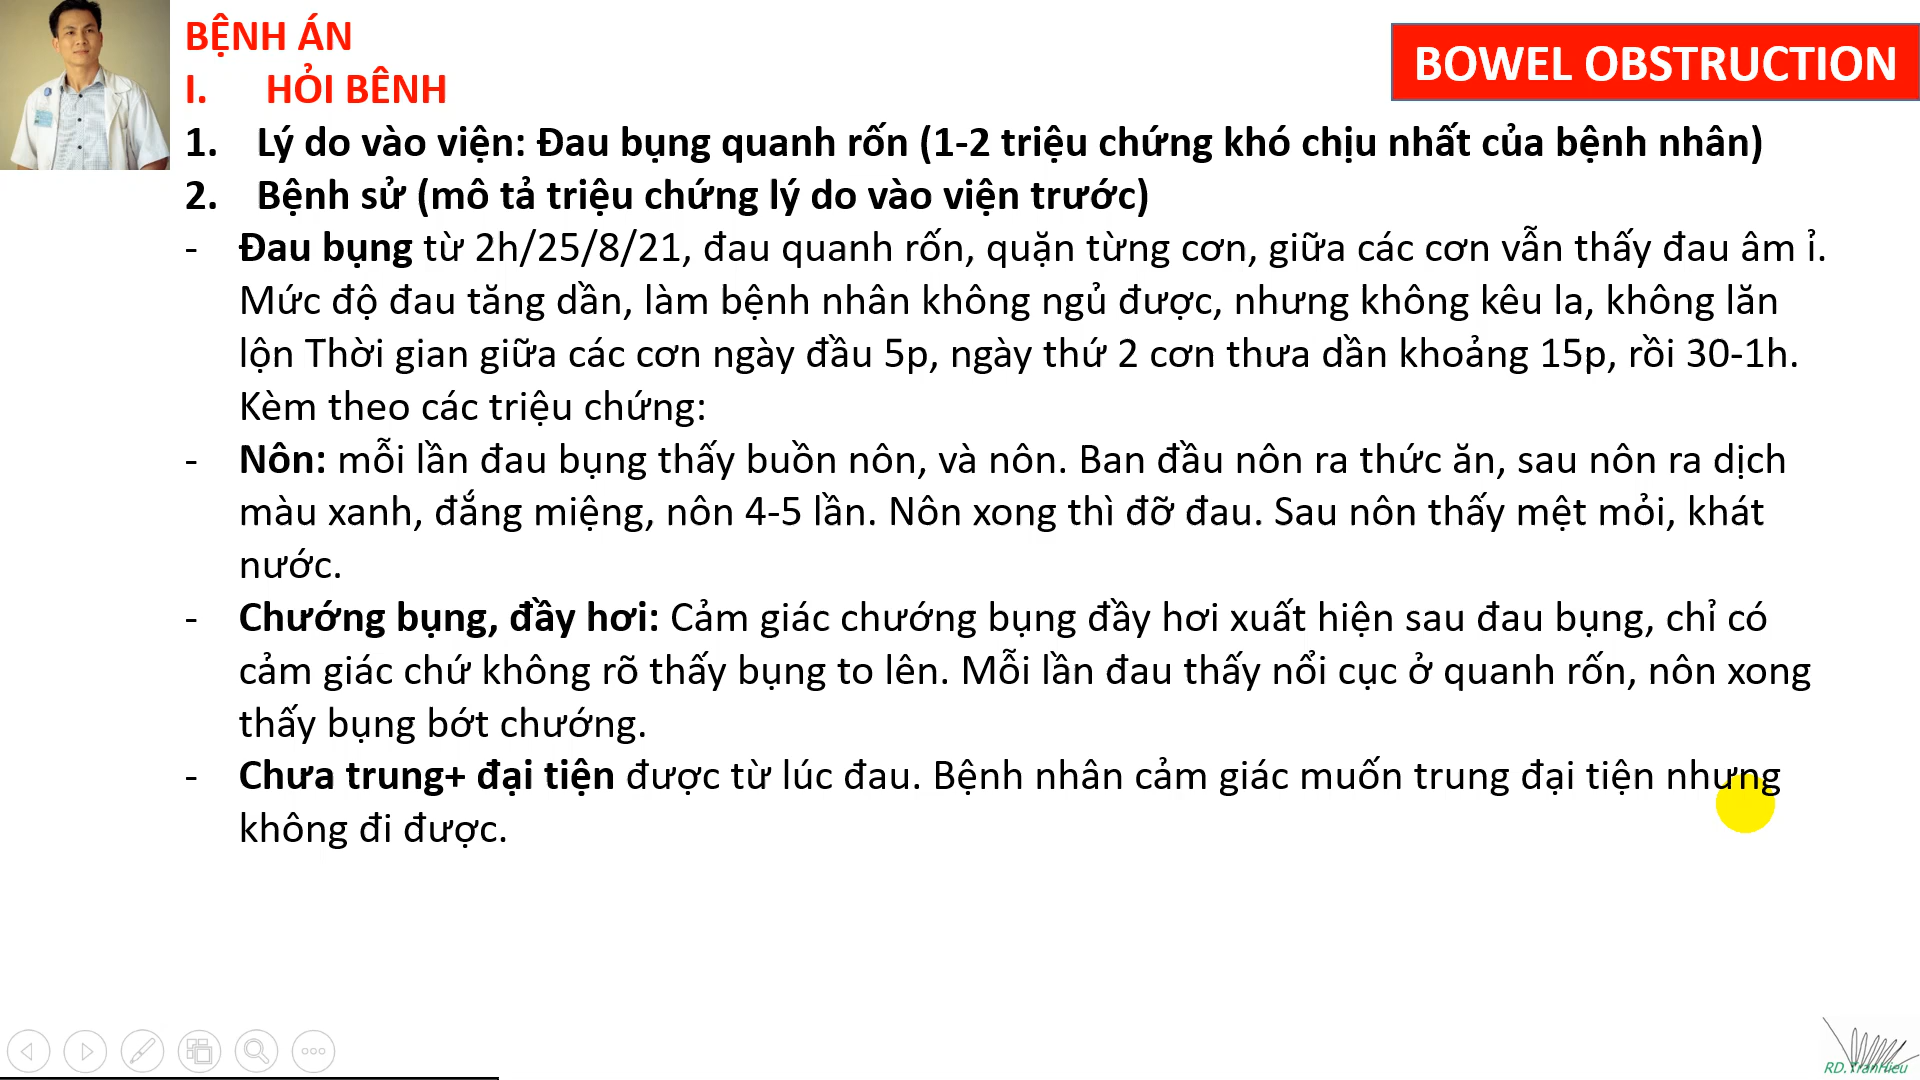 BỆNH ÁN
BOWEL OBSTRUCTION
I. HỎI BÊNH
1. Lý do vào viện: Đau bụng quanh rốn (1-2 triệu chứng khó chịu nhất của bệnh nhân)
2. Bệnh sử (mô tả triệu chứng lý do vào viện trước)
- Đau bụng từ 2h/25/8/21, đau quanh rốn, quặn từng cơn, giữa các cơn vẫn thấy đau âm ỉ.
Mức độ đau tăng dần, làm bệnh nhân không ngủ được, nhưng không kêu la, không lăn
lộn Thời gian giữa các cơn ngày đầu 5p, ngày thứ 2 cơn thưa dần khoảng 15p, rồi 30-1h.
Kèm theo các triệu chứng:
- Nôn: mỗi lần đau bụng thấy buồn nôn, và nôn. Ban đầu nôn ra thức ăn, sau nôn ra dịch
màu xanh, đắng miệng, nôn 4-5 lần. Nôn xong thì đỡ đau. Sau nôn thấy mệt mỏi, khát
nước.
- Chướng bụng, đầy hơi: Cảm giác chướng bụng đầy hơi xuất hiện sau đau bụng, chỉ có
cảm giác chứ không rõ thấy bụng to lên. Mỗi lần đau thấy nổi cục ở quanh rốn, nôn xong
thấy bụng bớt chướng.
- Chưa trung+ đại tiện được từ lúc đau. Bệnh nhân cảm giác muốn trung đại tiện nhưng
không đi được.
RD.TranHieu